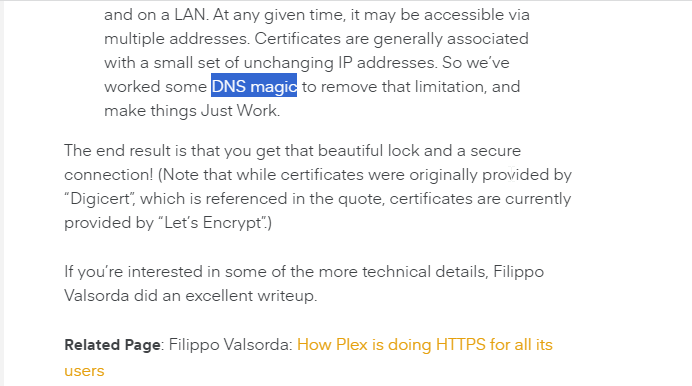 and on a LAN. At any given time, it may be accessible via
multiple addresses. Certificates are generally associated
with a small set of unchanging IP addresses. So we’ve
worked some DNS magic to remove that limitation, and
make things Just Work.
The end result is that you get that beautiful lock and a secure
connection! (Note that while certificates were originally provided by
“Digicert”, which is referenced in the quote, certificates are currently
provided by “Let’s Encrypt”.)
If you’re interested in some of the more technical details, Filippo
Valsorda did an excellent writeup.
Related Page: Filippo Valsorda: How Plex is doing HTTPS for all its
users